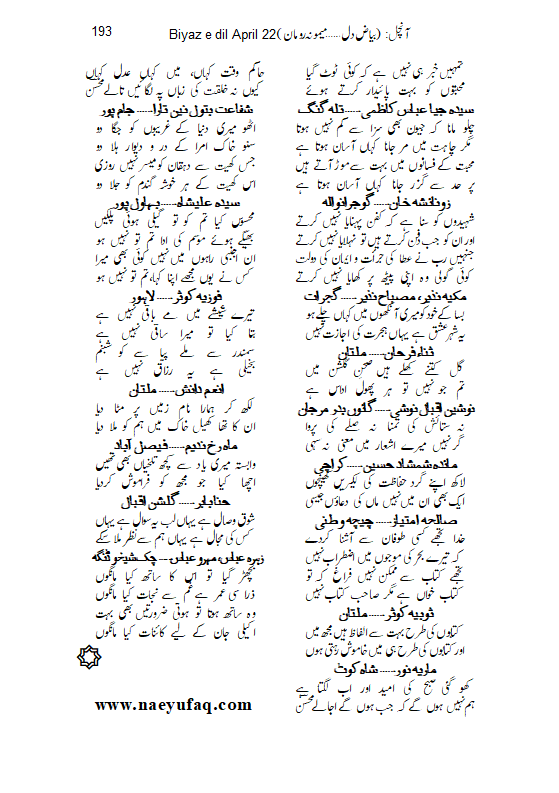 آنچل: (بیاض دل......میمونہ رومان) Biyaz e dil April 22
193
تمہیں خبر ہی نہیں ہے کہ کوئی ٹوٹ گیا
محبتوں کو بہت پائیدار کرتے ہوئے
سیدہ جیا عباس کاظمی......تلہ گنگ
چلو مانا کہ جیون بھی سزا سے کم نہیں ہوتا
مگر چاہت میں مر جانا کہاں آسان ہوتا ہے
محبت کے فسانوں میں بہت سے موڑ آتے ہیں
پر حد سے گزر جانا کہاں آسان ہوتا ہے
زونائشہ خان......گوجرانوالہ
شہیدوں کو سنا ہے کہ کفن پہنایا نہیں کرتے
اور ان کو جب دفن کرتے ہیں تو نہلایا نہیں کرتے
جنہیں رب نے عطا کی جرأت و ایمان کی دولت
کوئی گولی وہ اپنی پیٹھ پر کھایا نہیں کرتے
مکیہ نذیر، مصباح نذیر......گجرات
بسا کے خود کو میری آنکھوں میں کہاں چلے ہو
یہ شہر عشق ہے یہاں ہجرت کی اجازت نہیں
ثناء فرحان......ملتان
گل کتنے کھلے ہیں صحن گلشن میں
تم جو نہیں تو ہر پھول اداس ہے
نوشین اقبال نوشی......گائوں بدر مرجان
نہ ستائش کی تمنا نہ صلے کی پروا
گر نہیں میرے اشعار میں معنی نہ سہی
مائدہ شمشاد حسین......کراچی
لاکھ اپنے گرد حفاظت کی لکیریں کھینچوں
ایک بھی ان میں نہیں ماں کی دعاؤں جیسی
صالحہ امتیاز......چیچہ وطنی
خدا تجھے کسی طوفان سے آشنا کردے
کہ تیرے بحر کی موجوں میں اضطراب نہیں
تجھے کتاب سے ممکن نہیں فراغ کہ تو
کتاب خواں ہے مگر صاحب کتاب نہیں
ثوبیہ کوثر......ملتان
کتابوں کی طرح بہت سے الفاظ ہیں مجھ میں
اور کتابوں کی طرح ہی میں خاموش رہتی ہوں
ماریہ نور......شاہ کوٹ
کھو گئی صبح کی امید اور اب لگتا ہے
ہم نہیں ہوں گے کہ جب ہوں گے اجالے محسن
حاکم وقت کہاں، میں کہاں عدل کہاں
کیوں نہ خلقت کی زباں پہ لگائیں تالے محسن
شفاعت بتول نین تارا......جام پور
اٹھو میری دنیا کے غریبوں کو جگا دو
سنو خاک امرا کے در و دیوار ہلا دو
جس کھیت سے دہقان کو میسر نہیں روزی
اس کھیت کے ہر خوشہ گندم کو جلا دو
سیدہ علیشاہ......بہاول پور
محسوس کیا تم کو تو گیلی ہوئی پلکیں
بھیگے ہوئے موسم کی ادا تم تو نہیں ہو
ان اجنبی راہوں میں نہیں کوئی بھی میرا
کس نے یوں مجھے اپنا کہا، تم تو نہیں ہو
فوزیہ کوثر......لاہور
تیرے شیشے میں مے باقی نہیں ہے
بتا کیا تو میرا ساقی نہیں ہے
سمندر سے ملے پیاسے کو شبنم
بخیلی ہے یہ رزاقی نہیں ہے
انعم دانش......ملتان
لکھ کر ہمارا نام زمیں پر مٹا دیا
ان کا تھا کھیل خاک میں ہم کو ملا دیا
ماہ رخ ندیم......فیصل آباد
وابستہ میری یاد سے کچھ تلخیاں بھی تھیں
اچھا کیا جو مجھ کو فراموش کردیا
حنا بابر......گلشن اقبال
شوق وصال ہے یہاں لب پہ سوال ہے یہاں
کس کی مجال ہے یہاں ہم سے نظر ملا سکے
زہرہ عباس، مہرو عباس......چک شیخو ٹنگہ
بچھڑ گیا تو اس کا ساتھ کیا مانگوں
ذرا سی عمر ہے غم سے نجات کیا مانگوں
وہ ساتھ ہوتا تو ہوتی ضرورتیں بھی بہت
اکیلی جان کے لیے کائنات کیا مانگوں
www.naeyufaq.com